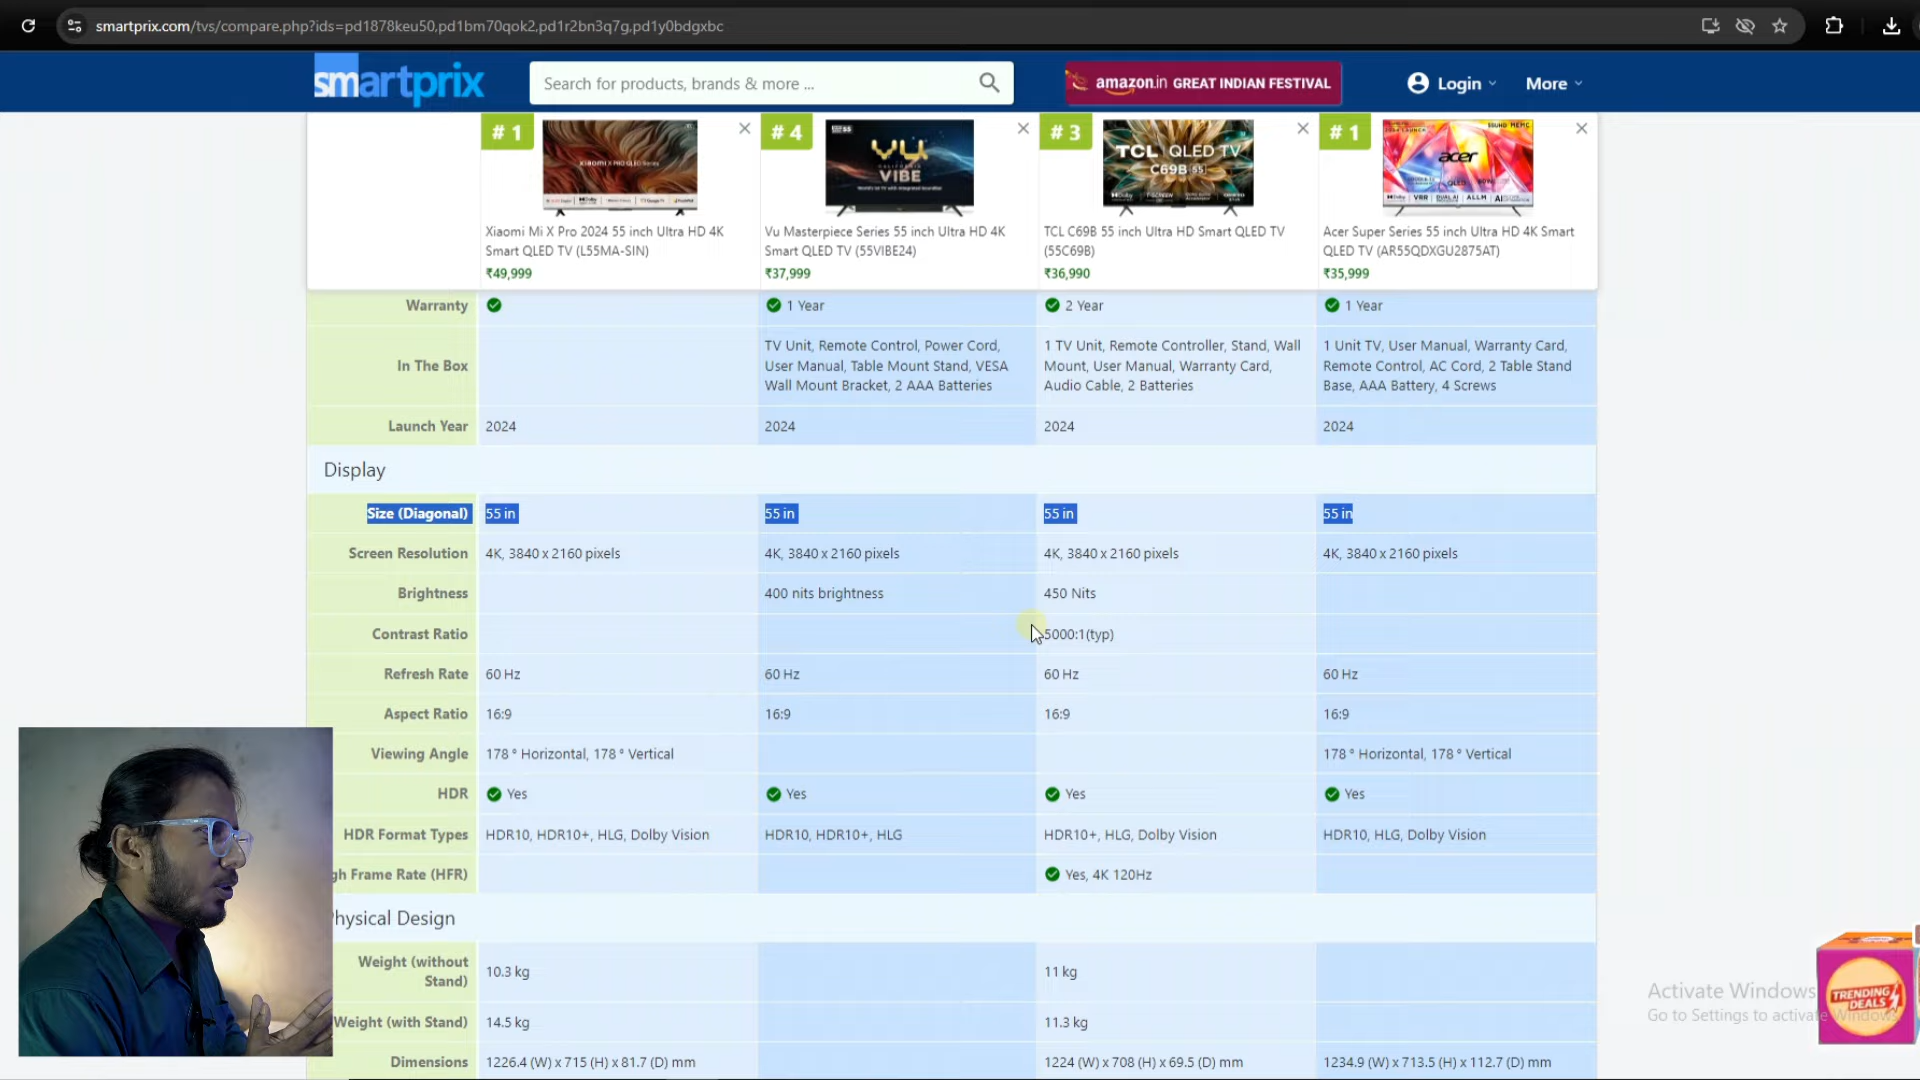 smartprix.com/tvs/compare.php?ids=pd1878keu50,pd1bm70qok2,pd1r2bn3q7g,pd1y0bdgxbc
smartprix
Search for products, brands & more ...
amazon.in GREAT INDIAN FESTIVAL
Login
More
# 1
# 4
# 3
# 1
XIAOMI X PRO QLED Series
VU
VIBE
TCL QLED TV
C69B 55
acer
Xiaomi Mi X Pro 2024 55 inch Ultra HD 4K
Smart QLED TV (L55MA-SIN)
₹49,999
Vu Masterpiece Series 55 inch Ultra HD 4K
Smart QLED TV (55VIBE24)
₹37,999
TCL C69B 55 inch Ultra HD Smart QLED TV
(55C69B)
₹36,990
Acer Super Series 55 inch Ultra HD 4K Smart
QLED TV (AR55QDXGU2875AT)
₹35,999
Warranty
1 Year
2 Year
1 Year
In The Box
TV Unit, Remote Control, Power Cord,
User Manual, Table Mount Stand, VESA
Wall Mount Bracket, 2 AAA Batteries
1 TV Unit, Remote Controller, Stand, Wall
Mount, User Manual, Warranty Card,
Audio Cable, 2 Batteries
1 Unit TV, User Manual, Warranty Card,
Remote Control, AC Cord, 2 Table Stand
Base, AAA Battery, 4 Screws
Launch Year 2024 2024 2024 2024
Display
Size (Diagonal) 55 in 55 in 55 in 55 in
Screen Resolution 4K, 3840 x 2160 pixels 4K, 3840 x 2160 pixels 4K, 3840 x 2160 pixels 4K, 3840 x 2160 pixels
Brightness 400 nits brightness 450 Nits
Contrast Ratio 5000:1(typ)
Refresh Rate 60 Hz 60 Hz 60 Hz 60 Hz
Aspect Ratio 16:9 16:9 16:9 16:9
Viewing Angle 178 ° Horizontal, 178 ° Vertical 178 ° Horizontal, 178 ° Vertical
HDR Yes Yes Yes Yes
HDR Format Types HDR10, HDR10+, HLG, Dolby Vision HDR10, HDR10+, HLG HDR10+, HLG, Dolby Vision HDR10, HLG, Dolby Vision
gh Frame Rate (HFR) Yes, 4K 120Hz
hysical Design
Weight (without
Stand)
10.3 kg 11 kg
Weight (with Stand) 14.5 kg 11.3 kg
Dimensions 1226.4 (W) x 715 (H) x 81.7 (D) mm 1224 (W) x 708 (H) x 69.5 (D) mm 1234.9 (W) x 713.5 (H) x 112.7 (D) mm
Activate Windows
Go to Settings to activate Windows.
TRENDING
DEALS